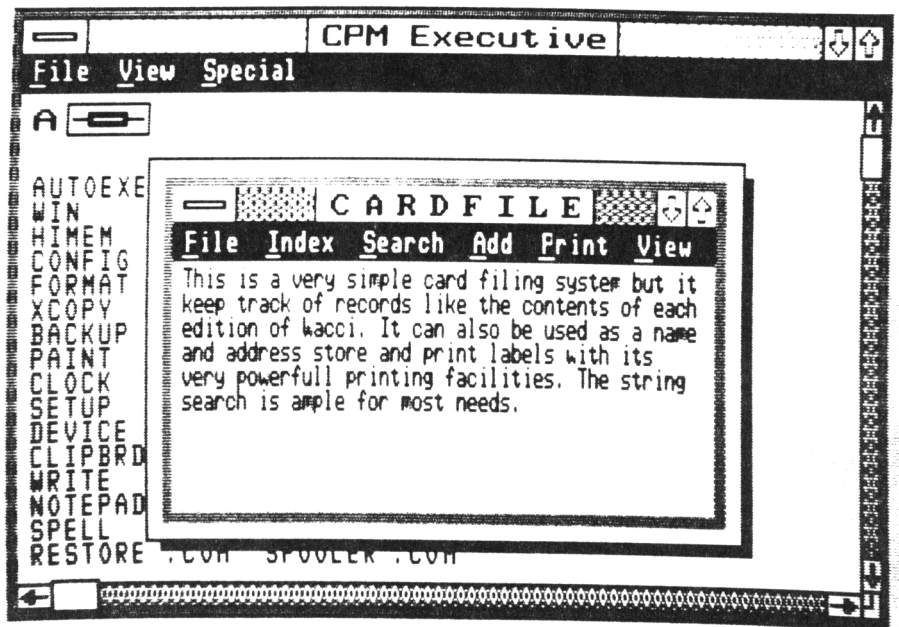 CPM Executive
File View Special
A
AUTOEXE
WIN
HIMEM
CONFIG
FORMAT
XCOPY
BACKUP
PAINT
CLOCK
SETUP
DEVICE
CLIPBRD
WRITE
NOTEPAD
SPELL
RESTORE .COM SPOOLER .COM
CARDFILE
File Index Search Add Print View
This is a very simple card filing system but it
keep track of records like the contents of each
edition of Wacci. It can also be used as a name
and address store and print labels with its
very powerfull printing facilities. The string
search is ample for most needs.